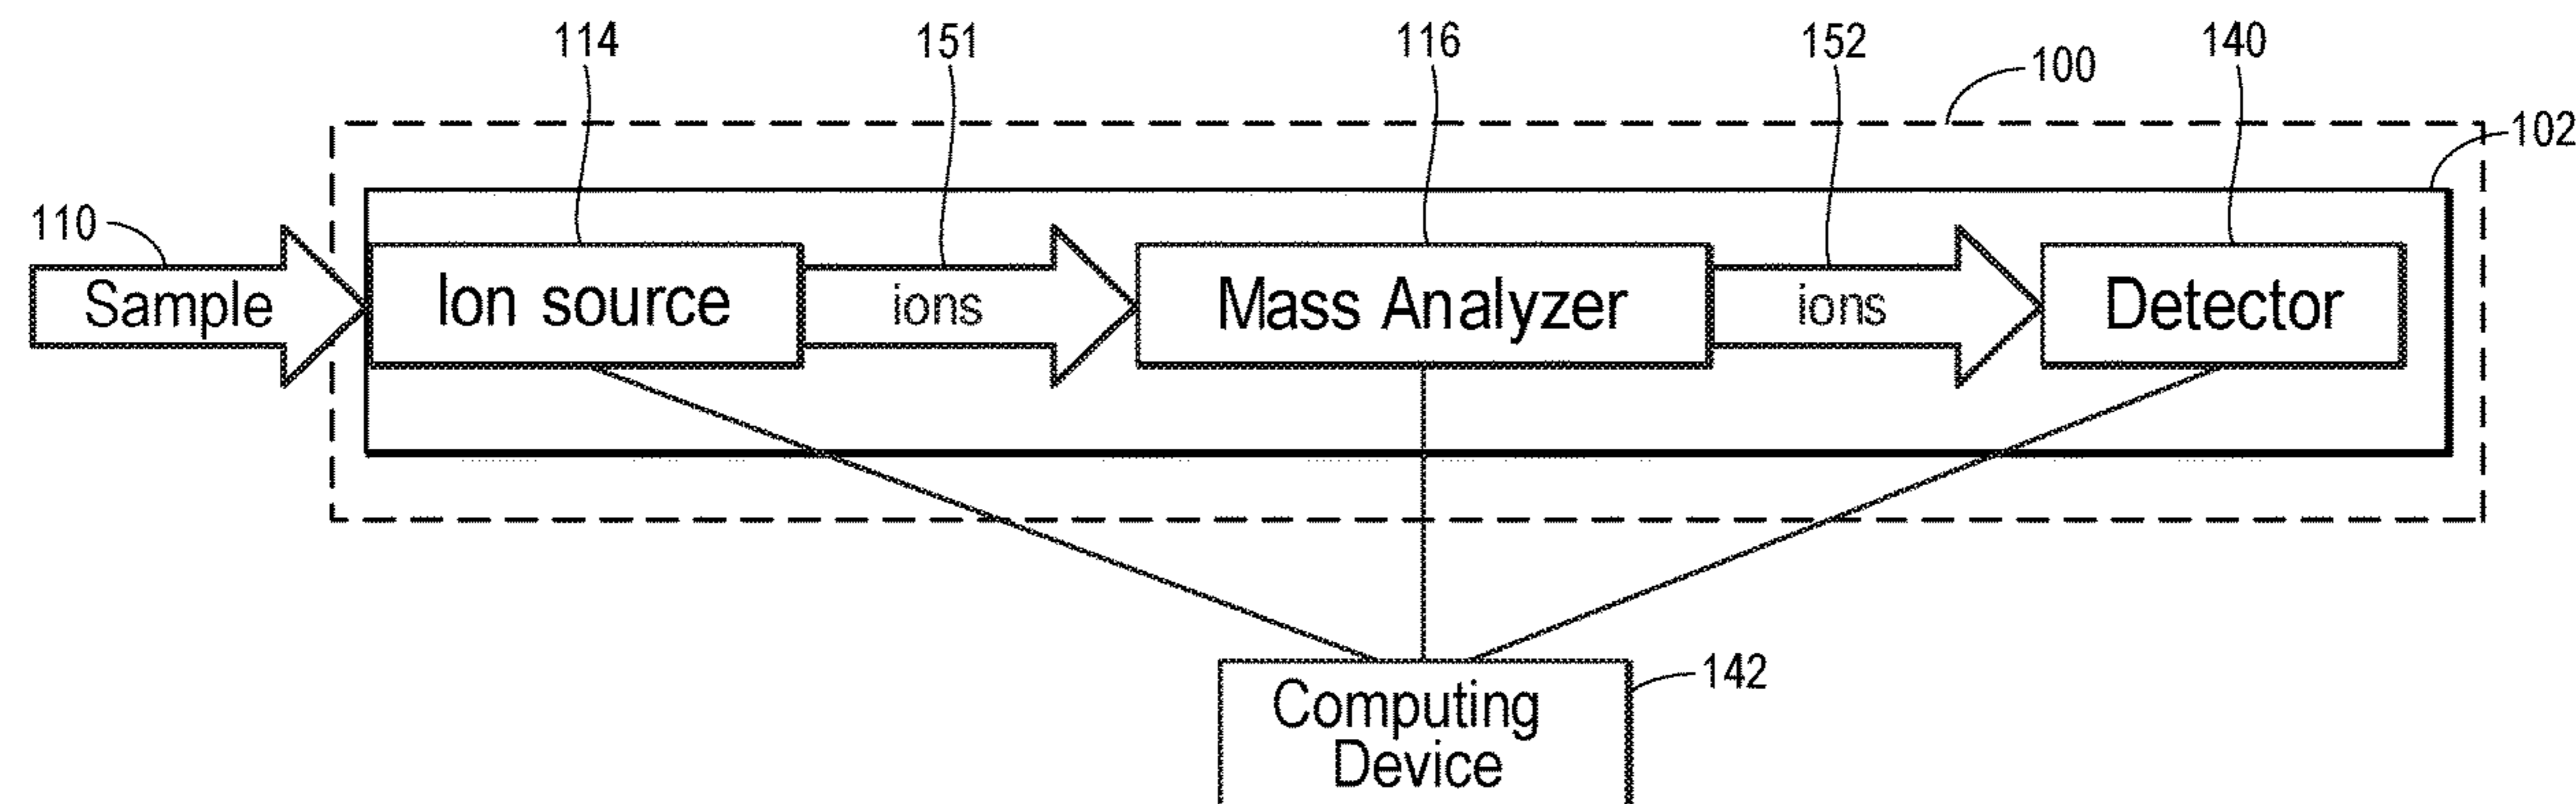 114
151
116
152
140
100
102
110
Sample
Ion source
ions
Mass Analyzer
ions
Detector
142
Computing
Device